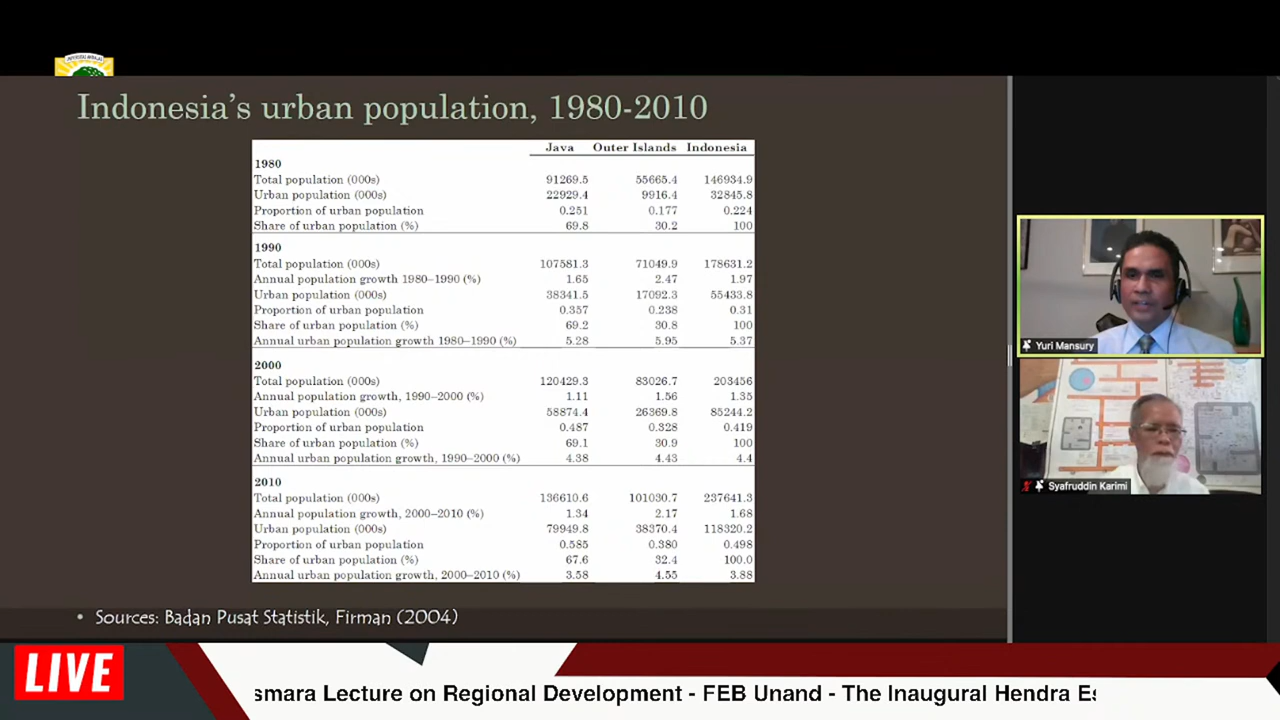 Indonesia's urban population, 1980-2010
Java Outer Islands Indonesia
1980
Total population (000s) 91269.5 55665.4 146934.9
Urban population (000s) 22929.4 9916.4 32845.8
Proportion of urban population 0.251 0.177 0.224
Share of urban population (%) 69.8 30.2 100
1990
Total population (000s) 107581.3 71049.9 178631.2
Annual population growth 1980–1990 (%) 1.65 2.47 1.97
Urban population (000s) 38341.5 17092.3 55433.8
Proportion of urban population 0.357 0.238 0.31
Share of urban population (%) 69.2 30.8 100
Annual urban population growth 1980–1990 (%) 5.28 5.95 5.37
2000
Total population (000s) 120429.3 83026.7 203456
Annual population growth, 1990–2000 (%) 1.11 1.56 1.35
Urban population (000s) 58874.4 26369.8 85244.2
Proportion of urban population 0.487 0.328 0.419
Share of urban population (%) 69.1 30.9 100
Annual urban population growth, 1990–2000 (%) 4.38 4.43 4.4
2010
Total population (000s) 136610.6 101030.7 237641.3
Annual population growth, 2000–2010 (%) 1.34 2.17 1.68
Urban population (000s) 79949.8 38370.4 118320.2
Proportion of urban population 0.585 0.380 0.498
Share of urban population (%) 67.6 32.4 100.0
Annual urban population growth, 2000–2010 (%) 3.58 4.55 3.88
• Sources: Badan Pusat Statistik, Firman (2004)
Yuri Mansury
Syafruddin Karimi
LIVE
smara Lecture on Regional Development - FEB Unand - The Inaugural Hendra Es